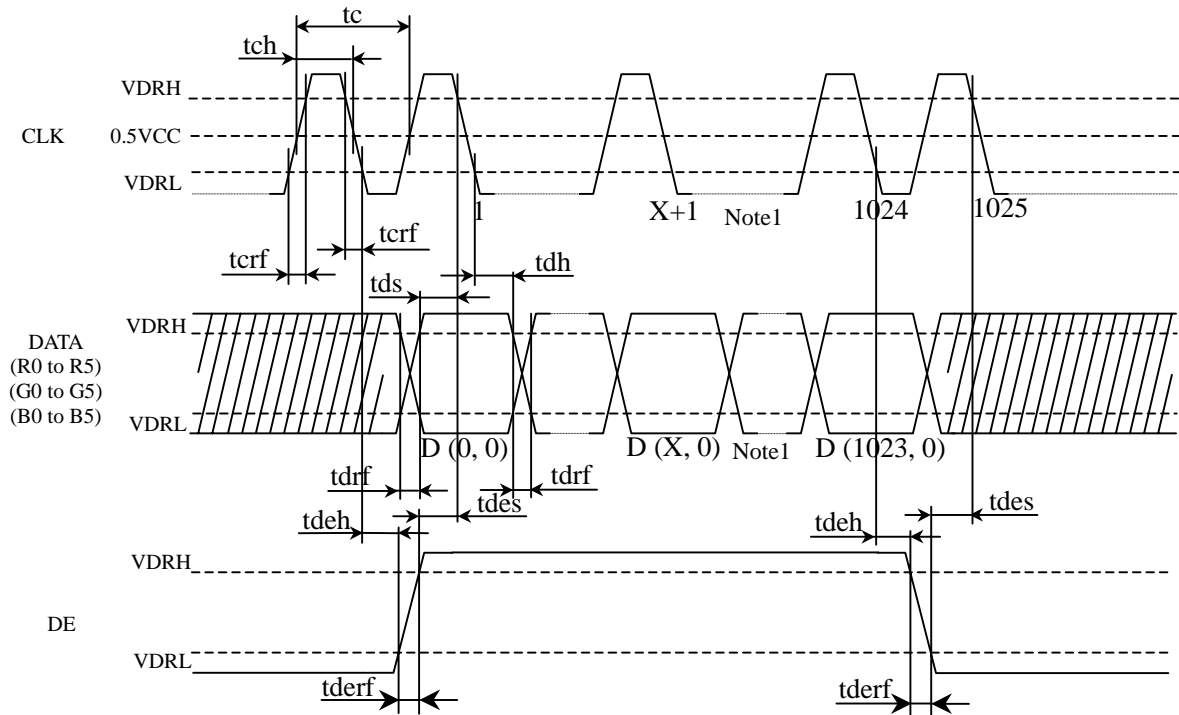 tc
tch
VDRH
CLK 0.5VCC
VDRL
1 X+1 Note1 1024 1025
tcrf tcrf
tdh
tds
VDRH
DATA
(R0 to R5)
(G0 to G5)
(B0 to B5)
VDRL
D (0, 0) D (X, 0) Note1 D (1023, 0)
tdrf tdrf
tdes tdes
tdeh tdeh
VDRH
DE
VDRL
tderf tderf